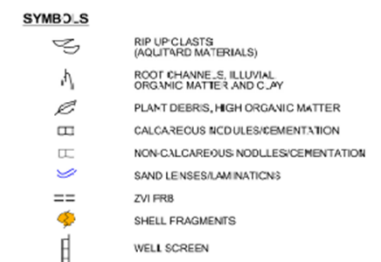 SYMBOLS
RIP UP CLASTS
(AQUITARD MATERIALS)
ROOT CHANNELS, ILLUVIAL
ORGANIC MATTER AND CLAY
PLANT DEBRIS, HIGH ORGANIC MATTER
CALCAREOUS NODULES/CEMENTATION
NON-CALCAREOUS NODULES/CEMENTATION
SAND LENSES/LAMINATIONS
ZVI PRB
SHELL FRAGMENTS
WELL SCREEN